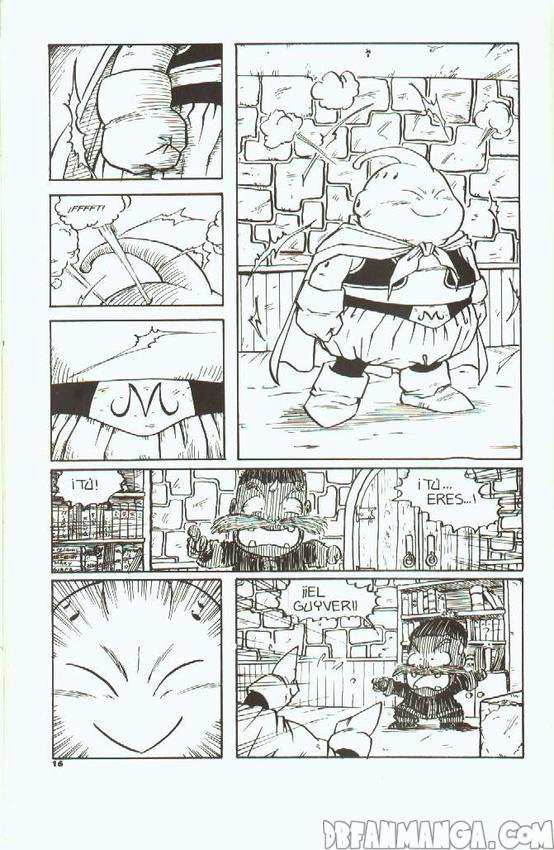 ¡FFFFT!
M
M
¡TÚ!
¡TÚ...
ERES...!
¡¡EL
GUYVER!!
16
DBFANMANGA.COM